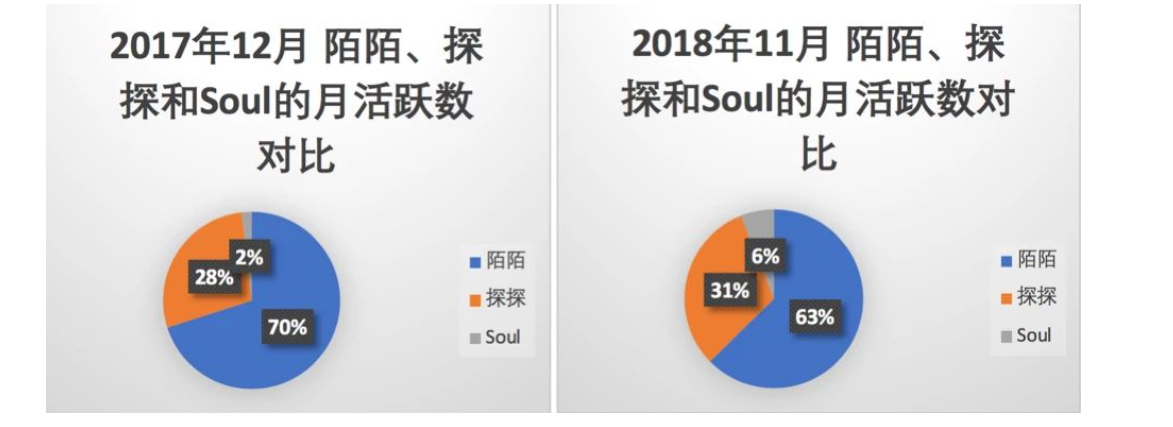 2017年12月 陌陌、探
探和Soul的月活跃数
对比
2%
28%
70%
陌陌
探探
Soul
2018年11月 陌陌、探
探和Soul的月活跃数对
比
6%
31%
63%
陌陌
探探
Soul